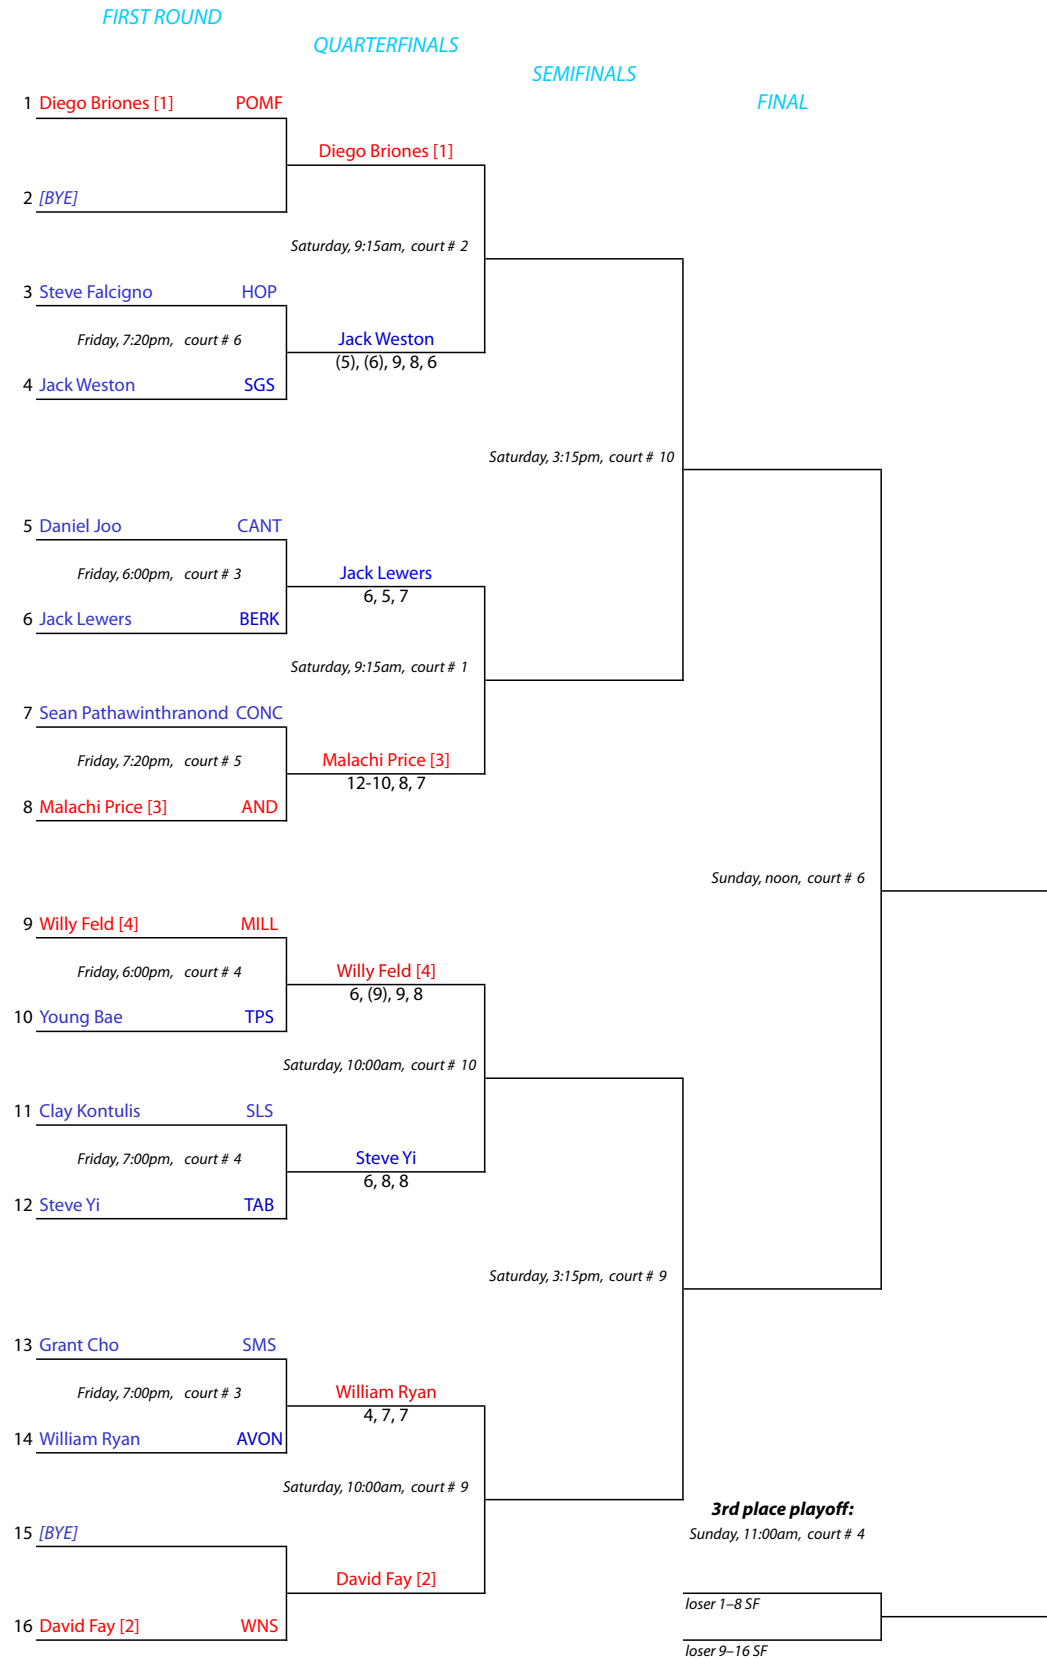 FIRST ROUND
QUARTERFINALS
SEMIFINALS
FINAL
1 Diego Briones [1] POMF
Diego Briones [1]
2 [BYE]
Saturday, 9:15am, court # 2
3 Steve Falcigno HOP
Friday, 7:20pm, court # 6
Jack Weston
(5), (6), 9, 8, 6
4 Jack Weston SGS
Saturday, 3:15pm, court # 10
5 Daniel Joo CANT
Friday, 6:00pm, court # 3
Jack Lewers
6, 5, 7
6 Jack Lewers BERK
Saturday, 9:15am, court # 1
7 Sean Pathawinthranond CONC
Friday, 7:20pm, court # 5
Malachi Price [3]
12-10, 8, 7
8 Malachi Price [3] AND
Sunday, noon, court # 6
9 Willy Feld [4] MILL
Friday, 6:00pm, court # 4
Willy Feld [4]
6, (9), 9, 8
10 Young Bae TPS
Saturday, 10:00am, court # 10
11 Clay Kontulis SLS
Friday, 7:00pm, court # 4
Steve Yi
6, 8, 8
12 Steve Yi TAB
Saturday, 3:15pm, court # 9
13 Grant Cho SMS
Friday, 7:00pm, court # 3
William Ryan
4, 7, 7
14 William Ryan AVON
Saturday, 10:00am, court # 9
3rd place playoff:
Sunday, 11:00am, court # 4
15 [BYE]
David Fay [2]
loser 1–8 SF
16 David Fay [2] WNS
loser 9–16 SF